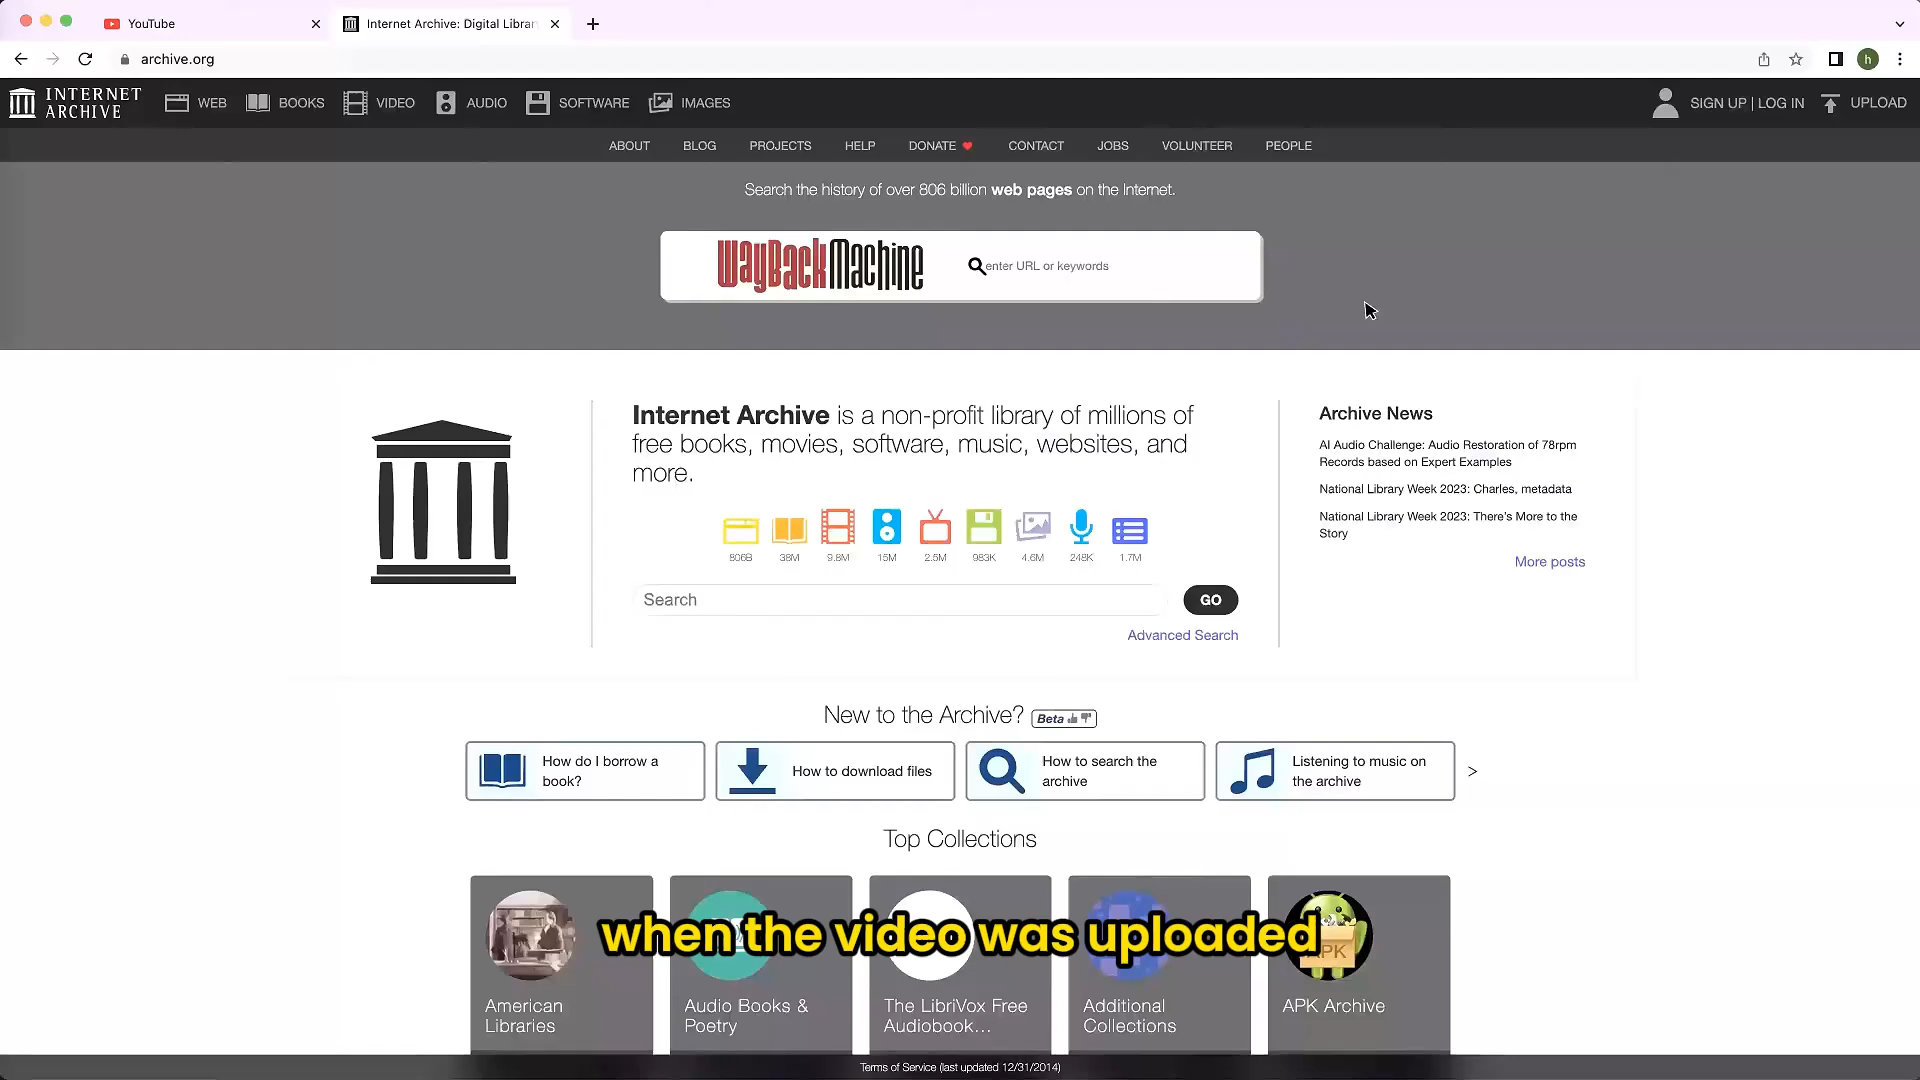 YouTube
Internet Archive: Digital Librar
archive.org
h
INTERNET
ARCHIVE
WEB
BOOKS
VIDEO
AUDIO
SOFTWARE
IMAGES
SIGN UP | LOG IN
UPLOAD
ABOUT
BLOG
PROJECTS
HELP
DONATE
CONTACT
JOBS
VOLUNTEER
PEOPLE
Search the history of over 806 billion web pages on the Internet.
WayBackMachine
enter URL or keywords
Internet Archive is a non-profit library of millions of
free books, movies, software, music, websites, and
more.
806B
38M
9.8M
15M
2.5M
983K
4.6M
248K
1.7M
Search
GO
Advanced Search
Archive News
AI Audio Challenge: Audio Restoration of 78rpm
Records based on Expert Examples
National Library Week 2023: Charles, metadata
National Library Week 2023: There's More to the
Story
More posts
New to the Archive?
Beta
How do I borrow a
book?
How to download files
How to search the
archive
Listening to music on
the archive
>
Top Collections
when the video was uploaded
APK
American
Libraries
Audio Books &
Poetry
The LibriVox Free
Audiobook...
Additional
Collections
APK Archive
Terms of Service (last updated 12/31/2014)